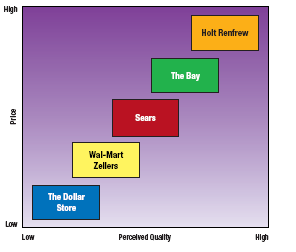 High
Holt Renfrew
The Bay
Price
Sears
Wal-Mart
Zellers
The Dollar
Store
Low
Low
Perceived Quality
High